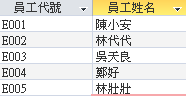 員工代號 員工姓名
E001 陳小安
E002 林代代
E003 吳天良
E004 鄭好
E005 林壯壯